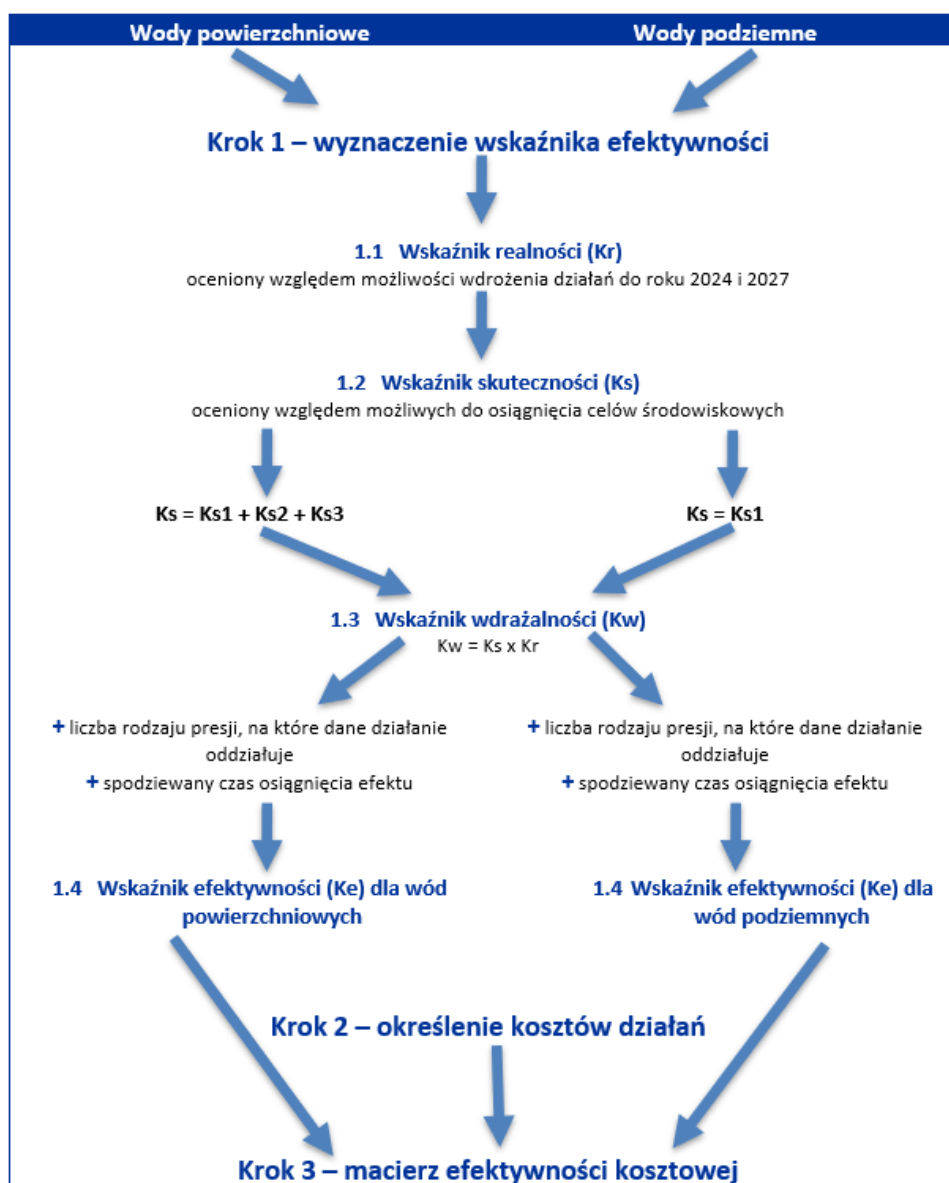 Wody powierzchniowe
Wody podziemne
Krok 1 – wyznaczenie wskaźnika efektywności
1.1 Wskaźnik realności (Kr)
oceniony względem możliwości wdrożenia działań do roku 2024 i 2027
1.2 Wskaźnik skuteczności (Ks)
oceniony względem możliwych do osiągnięcia celów środowiskowych
Ks = Ks1 + Ks2 + Ks3
Ks = Ks1
1.3 Wskaźnik wdrażalności (Kw)
Kw = Ks x Kr
+ liczba rodzaju presji, na które dane działanie
oddziałuje
+ spodziewany czas osiągnięcia efektu
+ liczba rodzaju presji, na które dane działanie
oddziałuje
+ spodziewany czas osiągnięcia efektu
1.4 Wskaźnik efektywności (Ke) dla wód
powierzchniowych
1.4 Wskaźnik efektywności (Ke) dla
wód podziemnych
Krok 2 – określenie kosztów działań
Krok 3 – macierz efektywności kosztowej